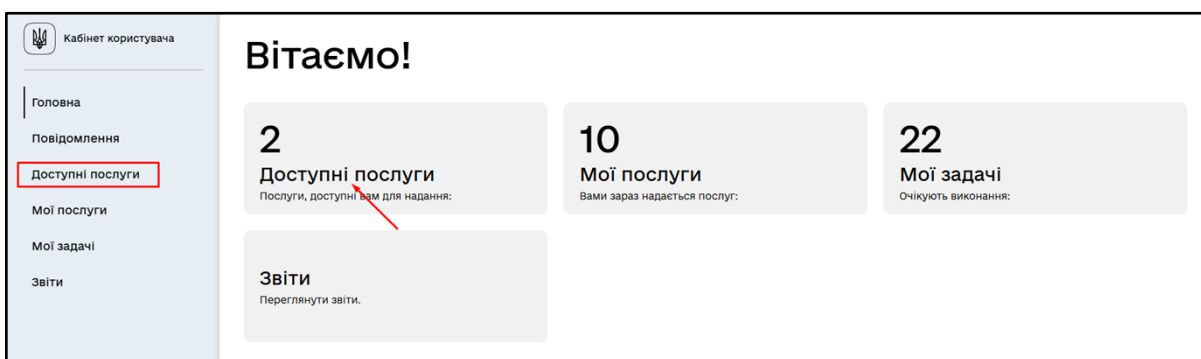 Кабінет користувача
Головна
Повідомлення
Доступні послуги
Мої послуги
Мої задачі
Звіти
Вітаємо!
2
Доступні послуги
Послуги, доступні вам для надання:
10
Мої послуги
Вами зараз надається послуг:
22
Мої задачі
Очікують виконання:
Звіти
Переглянути звіти.